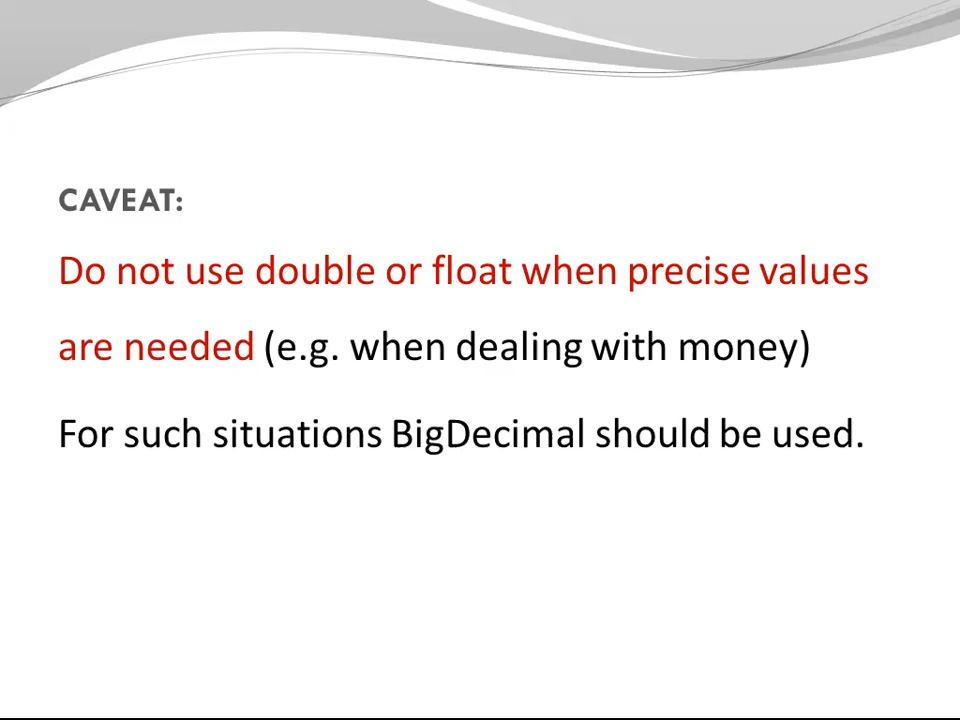 CAVEAT:
Do not use double or float when precise values
are needed (e.g. when dealing with money)
For such situations BigDecimal should be used.